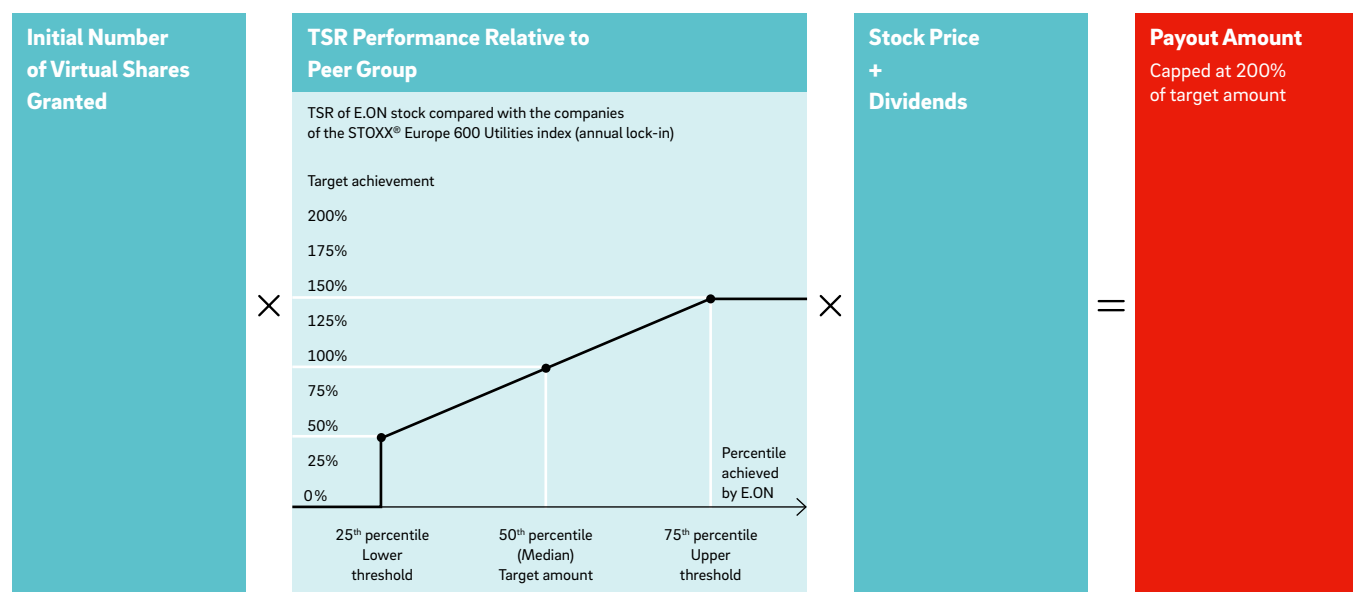 Initial Number
of Virtual Shares
Granted
×
TSR Performance Relative to
Peer Group
TSR of E.ON stock compared with the companies
of the STOXX® Europe 600 Utilities index (annual lock-in)
Target achievement
200%
175%
150%
125%
100%
75%
50%
25%
0%
Percentile
achieved
by E.ON
25th percentile
Lower
threshold
50th percentile
(Median)
Target amount
75th percentile
Upper
threshold
×
Stock Price
+
Dividends
=
Payout Amount
Capped at 200%
of target amount